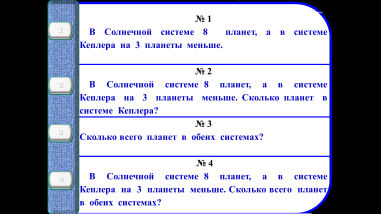 № 1
В Солнечной системе 8 планет, а в системе
Кеплера на 3 планеты меньше.
№ 2
В Солнечной системе 8 планет, а в системе
Кеплера на 3 планеты меньше. Сколько планет в
системе Кеплера?
№ 3
Сколько всего планет в обеих системах?
№ 4
В Солнечной системе 8 планет, а в системе
Кеплера на 3 планеты меньше. Сколько всего планет
в обеих системах?
1
2
3
4